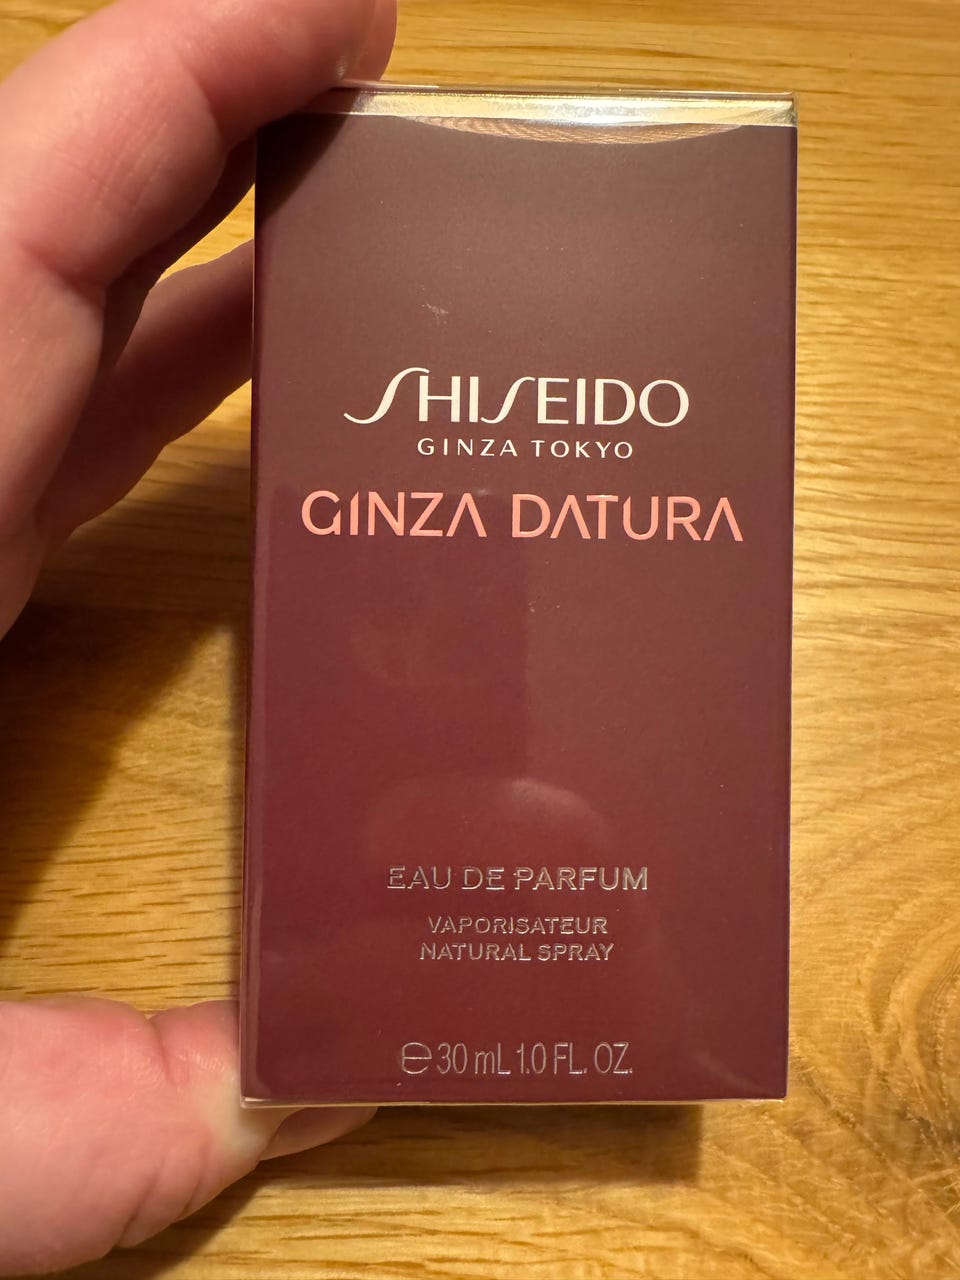 SHISEIDO
GINZA TOKYO
GINZA DATURA
EAU DE PARFUM
VAPORISATEUR
NATURAL SPRAY
℮ 30 mL 1.0 FL. OZ.